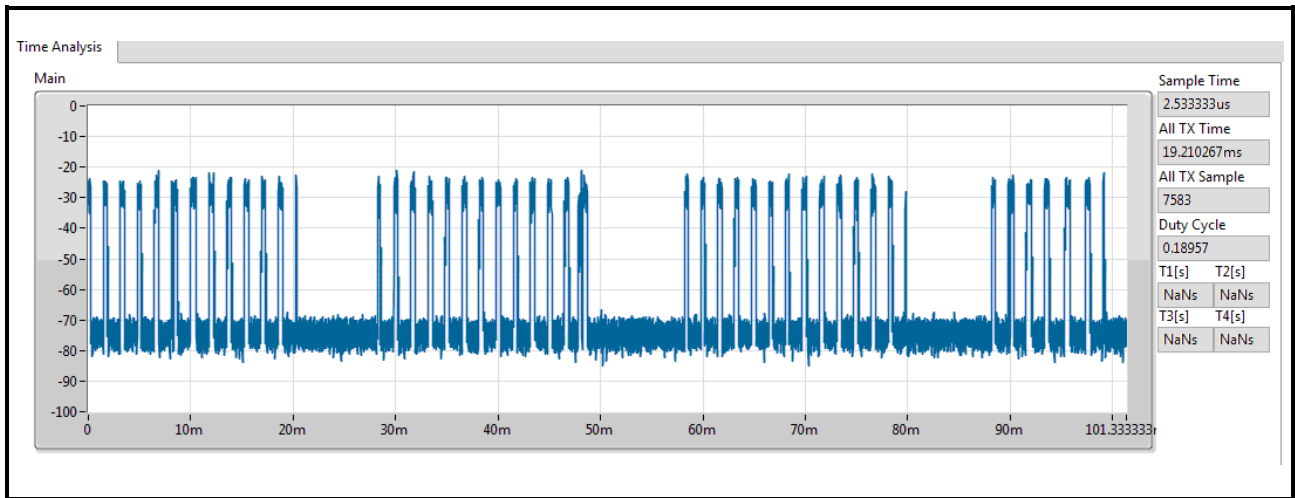 Time Analysis
Main
0
-10
-20
-30
-40
-50
-60
-70
-80
-90
-100
0 10m 20m 30m 40m 50m 60m 70m 80m 90m 101.333333
Sample Time
2.533333us
All TX Time
19.210267ms
All TX Sample
7583
Duty Cycle
0.18957
T1[s] T2[s]
NaNs NaNs
T3[s] T4[s]
NaNs NaNs